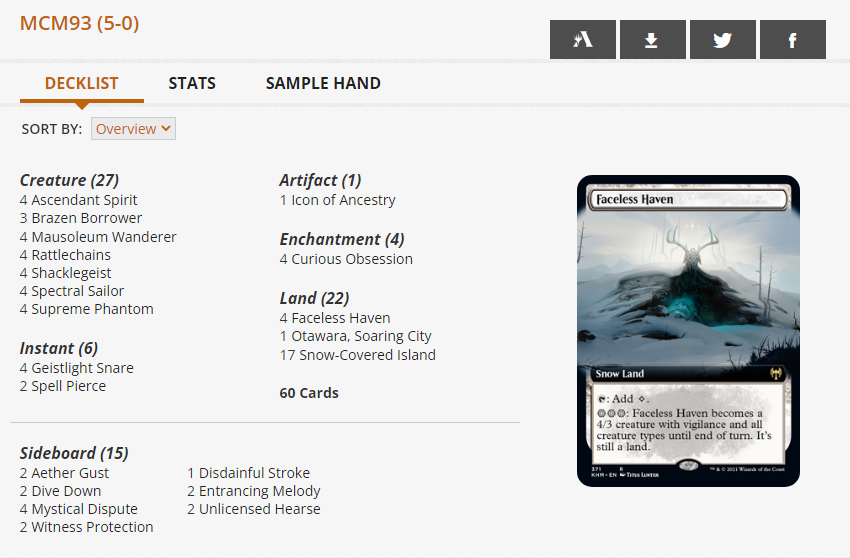 MCM93 (5-0)
DECKLIST
STATS
SAMPLE HAND
SORT BY: Overview
Creature (27)
4 Ascendant Spirit
3 Brazen Borrower
4 Mausoleum Wanderer
4 Rattlechains
4 Shacklegeist
4 Spectral Sailor
4 Supreme Phantom
Instant (6)
4 Geistlight Snare
2 Spell Pierce
Artifact (1)
1 Icon of Ancestry
Enchantment (4)
4 Curious Obsession
Land (22)
4 Faceless Haven
1 Otawara, Soaring City
17 Snow-Covered Island
60 Cards
Sideboard (15)
2 Aether Gust
2 Dive Down
4 Mystical Dispute
2 Witness Protection
1 Disdainful Stroke
2 Entrancing Melody
2 Unlicensed Hearse
Faceless Haven
Snow Land
: Add .
: Faceless Haven becomes a
4/3 creature with vigilance and all
creature types until end of turn. It's
still a land.
371 R
KHM • EN Titus Lunter
™ & © 2021 Wizards of the Coast